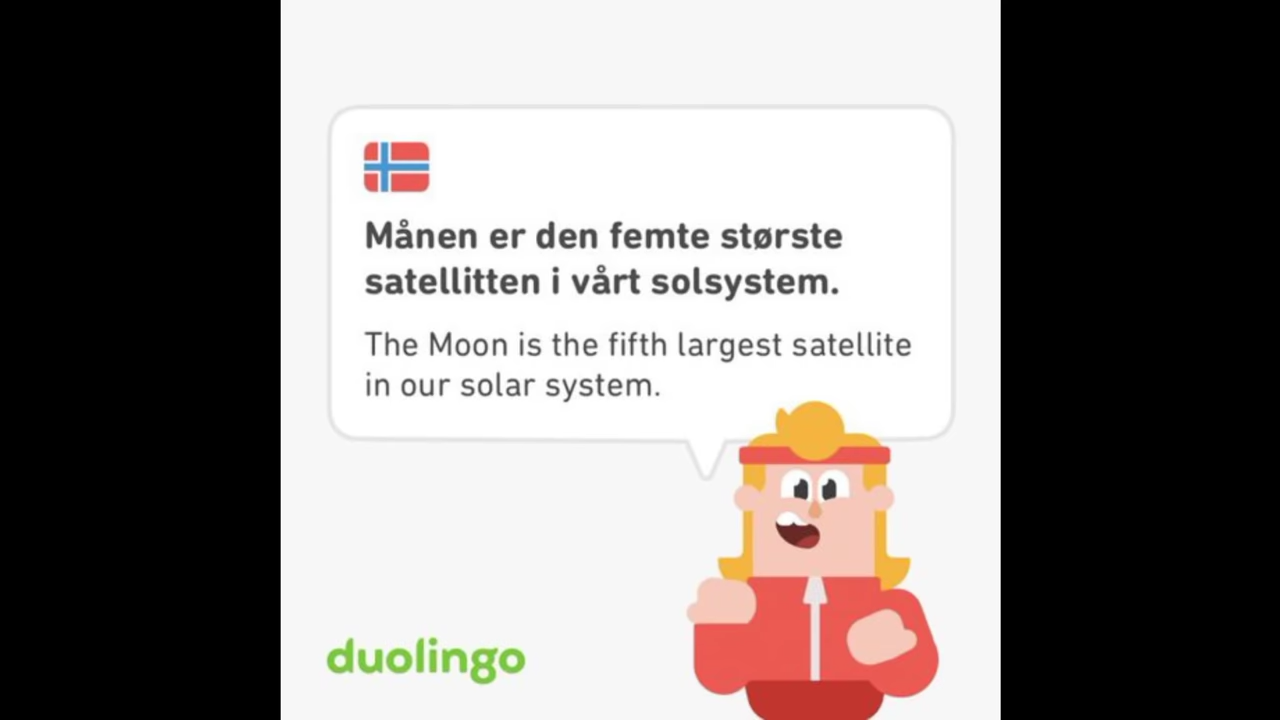 Månen er den femte største
satellitten i vårt solsystem.
The Moon is the fifth largest satellite
in our solar system.
duolingo